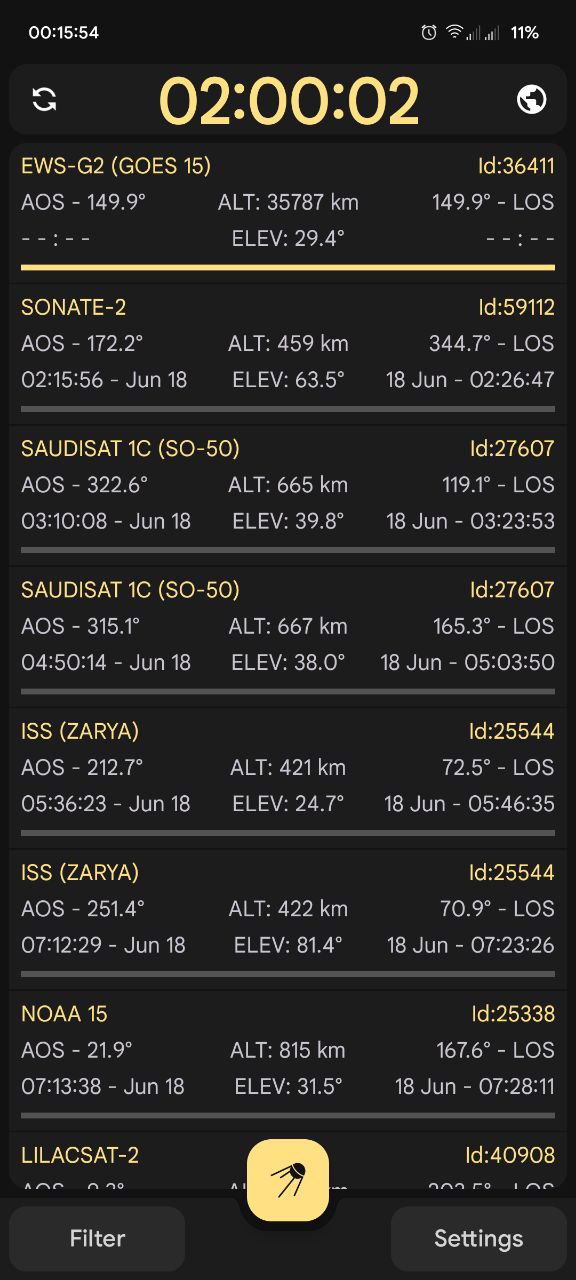 00:15:54 11%
02:00:02
EWS-G2 (GOES 15) Id:36411
AOS - 149.9° ALT: 35787 km 149.9° - LOS
- - : - - ELEV: 29.4° - - : - -
SONATE-2 Id:59112
AOS - 172.2° ALT: 459 km 344.7° - LOS
02:15:56 - Jun 18 ELEV: 63.5° 18 Jun - 02:26:47
SAUDISAT 1C (SO-50) Id:27607
AOS - 322.6° ALT: 665 km 119.1° - LOS
03:10:08 - Jun 18 ELEV: 39.8° 18 Jun - 03:23:53
SAUDISAT 1C (SO-50) Id:27607
AOS - 315.1° ALT: 667 km 165.3° - LOS
04:50:14 - Jun 18 ELEV: 38.0° 18 Jun - 05:03:50
ISS (ZARYA) Id:25544
AOS - 212.7° ALT: 421 km 72.5° - LOS
05:36:23 - Jun 18 ELEV: 24.7° 18 Jun - 05:46:35
ISS (ZARYA) Id:25544
AOS - 251.4° ALT: 422 km 70.9° - LOS
07:12:29 - Jun 18 ELEV: 81.4° 18 Jun - 07:23:26
NOAA 15 Id:25338
AOS - 21.9° ALT: 815 km 167.6° - LOS
07:13:38 - Jun 18 ELEV: 31.5° 18 Jun - 07:28:11
LILACSAT-2 Id:40908
AOS - km - LOS
Filter Settings